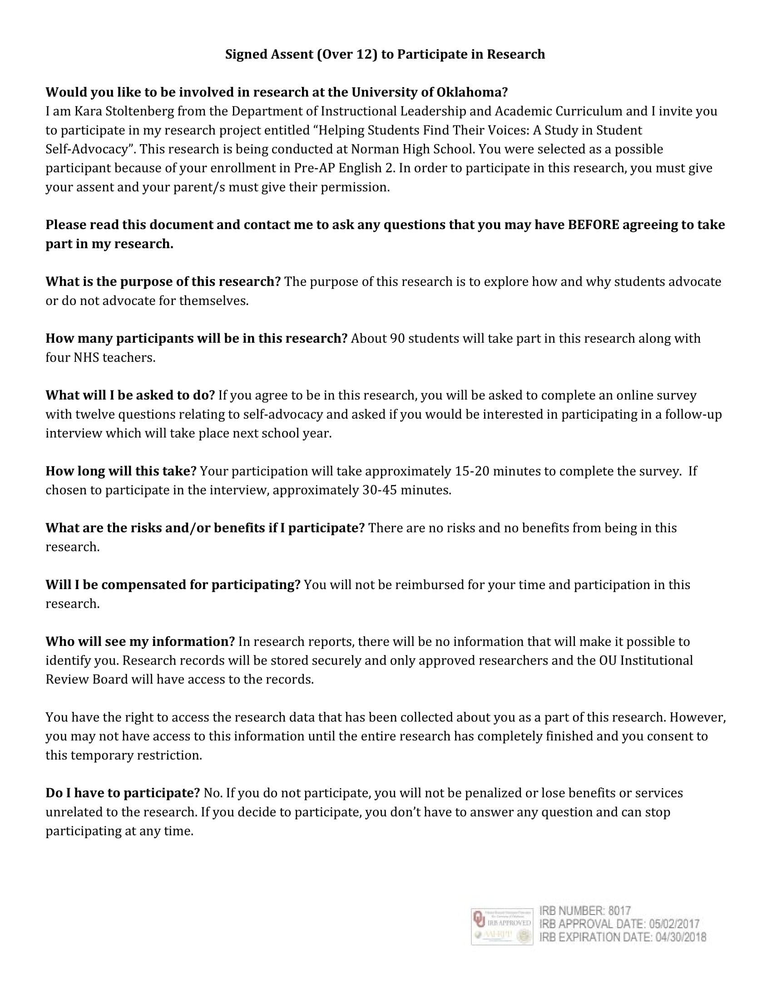 Signed Assent (Over 12) to Participate in Research
Would you like to be involved in research at the University of Oklahoma?
I am Kara Stoltenberg from the Department of Instructional Leadership and Academic Curriculum and I invite you
to participate in my research project entitled “Helping Students Find Their Voices: A Study in Student
Self-Advocacy”. This research is being conducted at Norman High School. You were selected as a possible
participant because of your enrollment in Pre-AP English 2. In order to participate in this research, you must give
your assent and your parent/s must give their permission.
Please read this document and contact me to ask any questions that you may have BEFORE agreeing to take
part in my research.
What is the purpose of this research? The purpose of this research is to explore how and why students advocate
or do not advocate for themselves.
How many participants will be in this research? About 90 students will take part in this research along with
four NHS teachers.
What will I be asked to do? If you agree to be in this research, you will be asked to complete an online survey
with twelve questions relating to self-advocacy and asked if you would be interested in participating in a follow-up
interview which will take place next school year.
How long will this take? Your participation will take approximately 15-20 minutes to complete the survey.  If
chosen to participate in the interview, approximately 30-45 minutes.
What are the risks and/or benefits if I participate? There are no risks and no benefits from being in this
research.
Will I be compensated for participating? You will not be reimbursed for your time and participation in this
research.
Who will see my information? In research reports, there will be no information that will make it possible to
identify you. Research records will be stored securely and only approved researchers and the OU Institutional
Review Board will have access to the records.
You have the right to access the research data that has been collected about you as a part of this research. However,
you may not have access to this information until the entire research has completely finished and you consent to
this temporary restriction.
Do I have to participate? No. If you do not participate, you will not be penalized or lose benefits or services
unrelated to the research. If you decide to participate, you don’t have to answer any question and can stop
participating at any time.
IRB APPROVED
AAHRPP
IRB NUMBER: 8017
IRB APPROVAL DATE: 05/02/2017
IRB EXPIRATION DATE: 04/30/2018